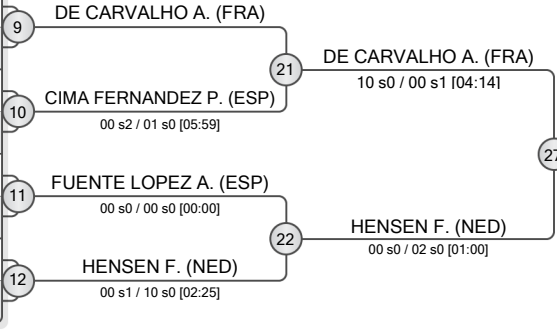 DE CARVALHO A. (FRA)
9
21
DE CARVALHO A. (FRA)
10 s0 / 00 s1 [04:14]
CIMA FERNANDEZ P. (ESP)
10
00 s2 / 01 s0 [05:59]
27
FUENTE LOPEZ A. (ESP)
11
00 s0 / 00 s0 [00:00]
22
HENSEN F. (NED)
00 s0 / 02 s0 [01:00]
HENSEN F. (NED)
12
00 s1 / 10 s0 [02:25]